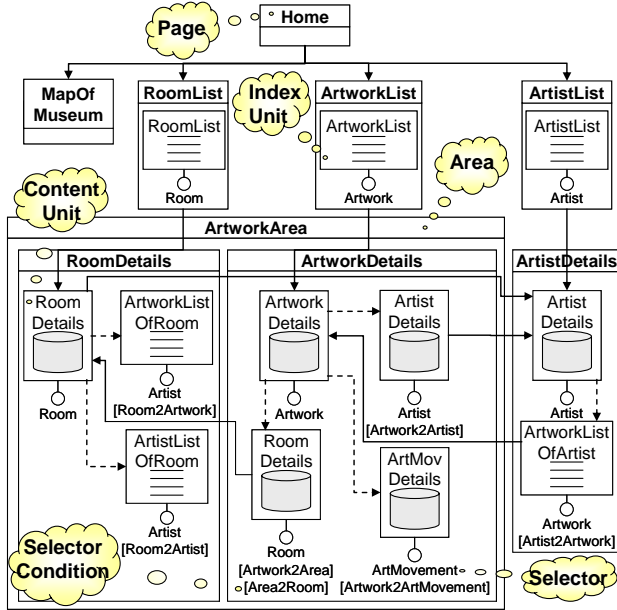 Home
Page
MapOf
Museum
RoomList
RoomList
Room
Index
Unit
ArtworkList
ArtworkList
Artwork
ArtistList
ArtistList
Artist
Area
Content
Unit
ArtworkArea
RoomDetails
Room
Details
Room
ArtworkList
OfRoom
Artist
[Room2Artwork]
ArtistList
OfRoom
Artist
[Room2Artist]
ArtworkDetails
Artwork
Details
Artwork
Artist
Details
Artist
[Artwork2Artist]
Room
Details
Room
[Artwork2Area]
[Area2Room]
ArtMov
Details
ArtMovement
[Artwork2ArtMovement]
ArtistDetails
Artist
Details
Artist
ArtworkList
OfArtist
Artwork
[Artist2Artwork]
Selector
Condition
Selector